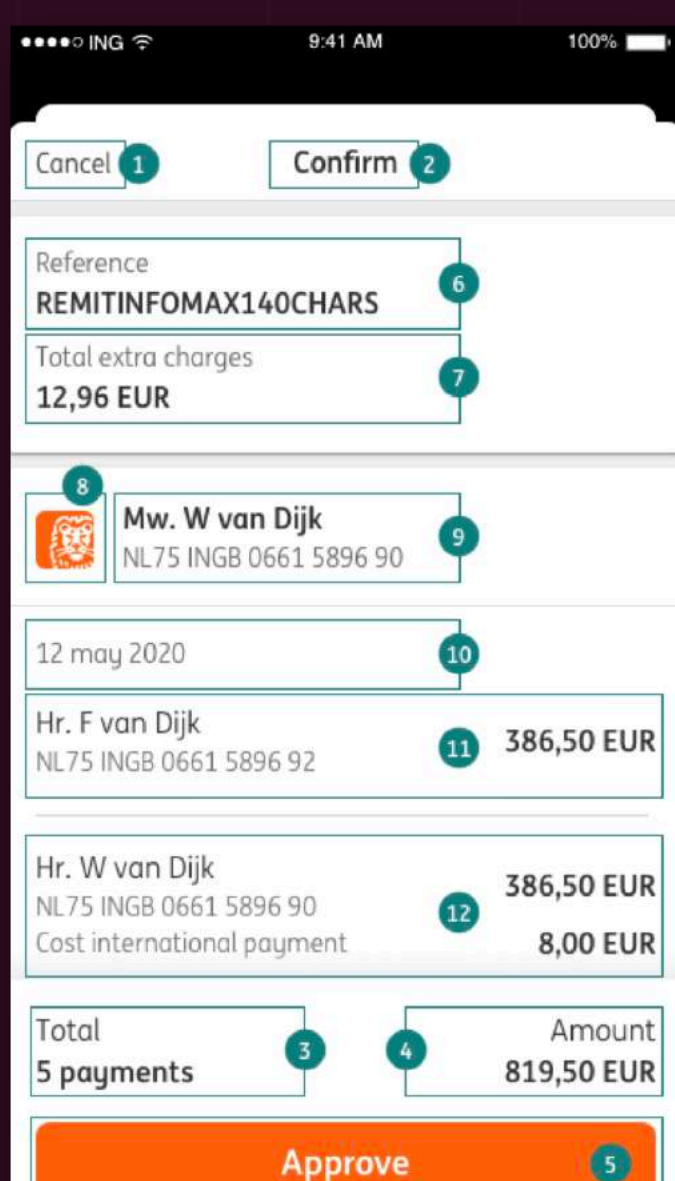 ING 9:41 AM 100%
Cancel 1 Confirm 2
Reference
REMITINFOMAX140CHARS
6
Total extra charges
12,96 EUR
7
8
Mw. W van Dijk
NL75 INGB 0661 5896 90
9
12 may 2020 10
Hr. F van Dijk
NL75 INGB 0661 5896 92
11 386,50 EUR
Hr. W van Dijk
NL75 INGB 0661 5896 90
Cost international payment
12
386,50 EUR
8,00 EUR
Total
5 payments
3
4
Amount
819,50 EUR
Approve 5